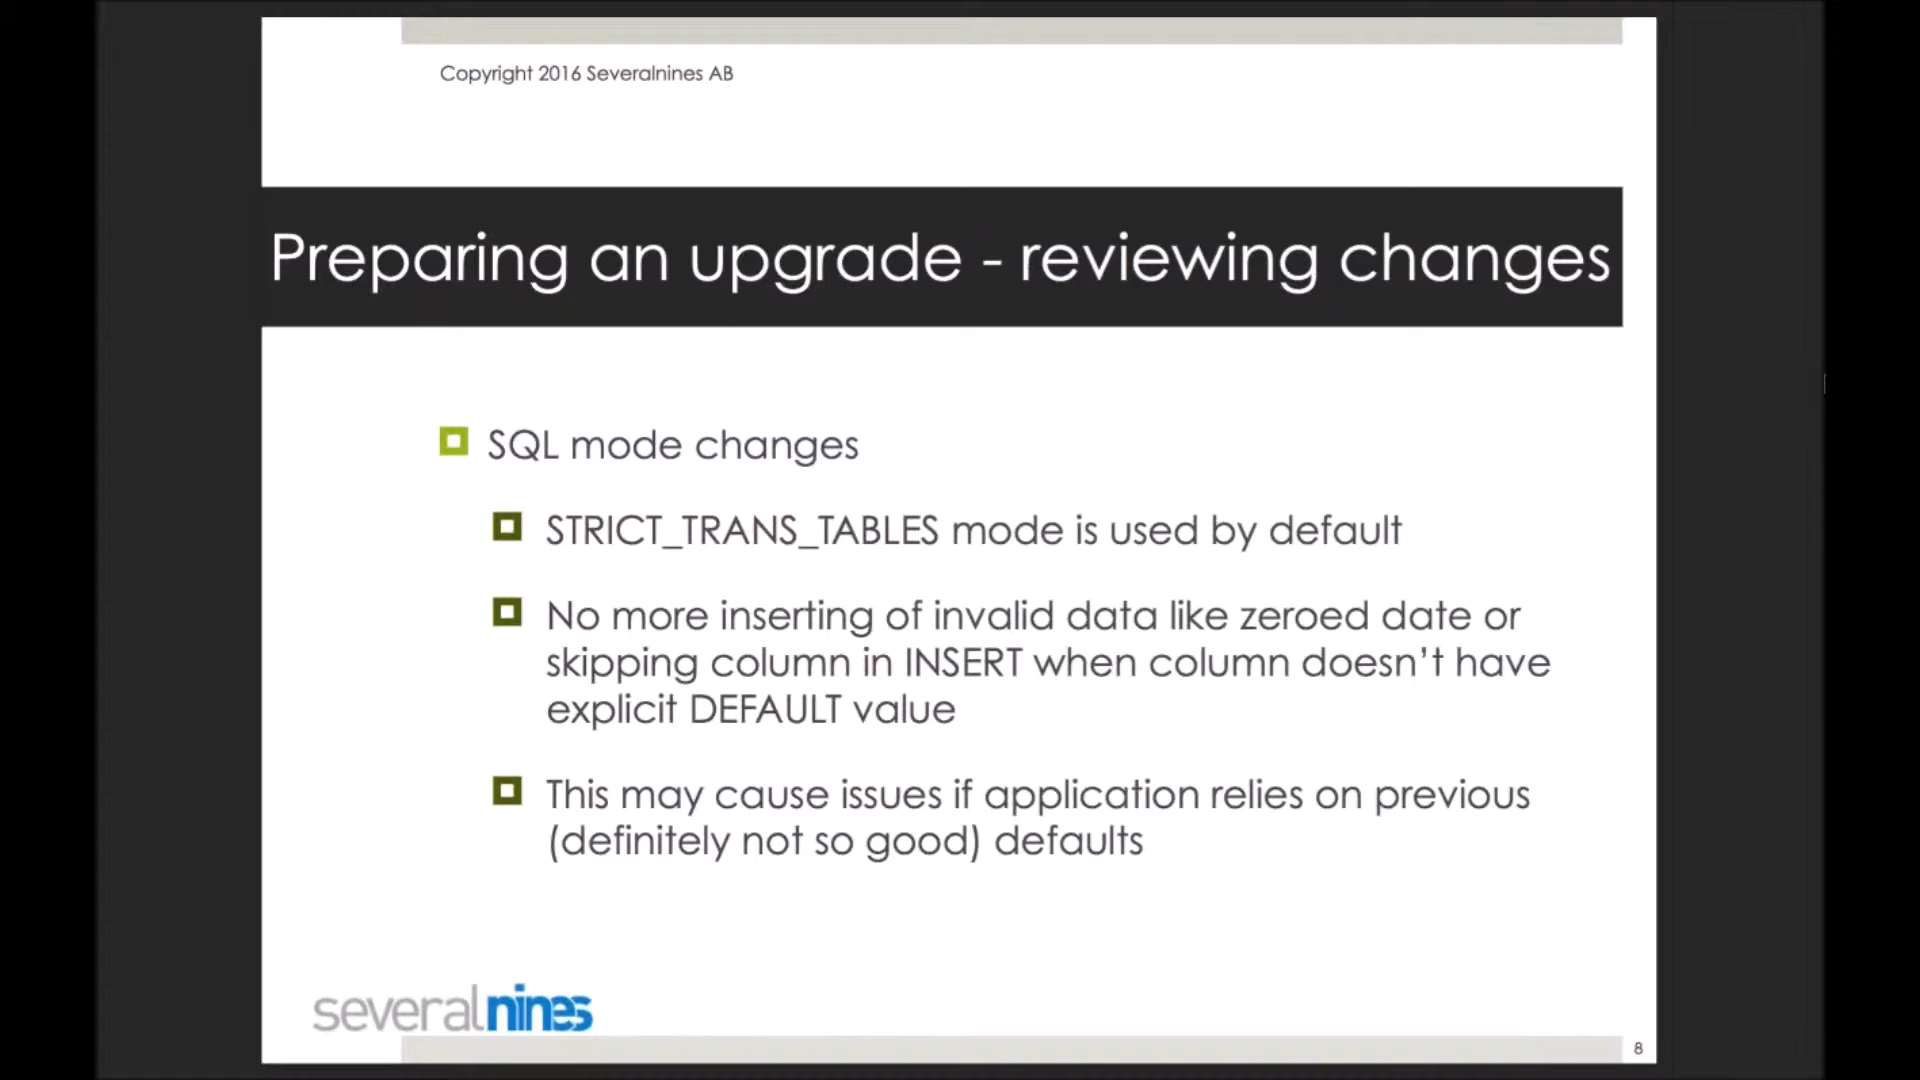 Copyright 2016 Severalnines AB
Preparing an upgrade - reviewing changes
SQL mode changes
STRICT_TRANS_TABLES mode is used by default
No more inserting of invalid data like zeroed date or
skipping column in INSERT when column doesn't have
explicit DEFAULT value
This may cause issues if application relies on previous
(definitely not so good) defaults
severalnines
8